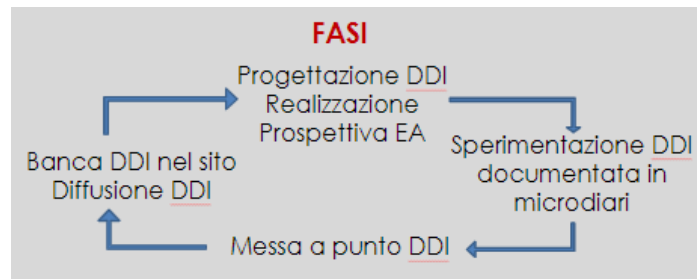 FASI
Progettazione DDI
Realizzazione
Prospettiva EA
Sperimentazione DDI
documentata in
microdiari
Messa a punto DDI
Banca DDI nel sito
Diffusione DDI